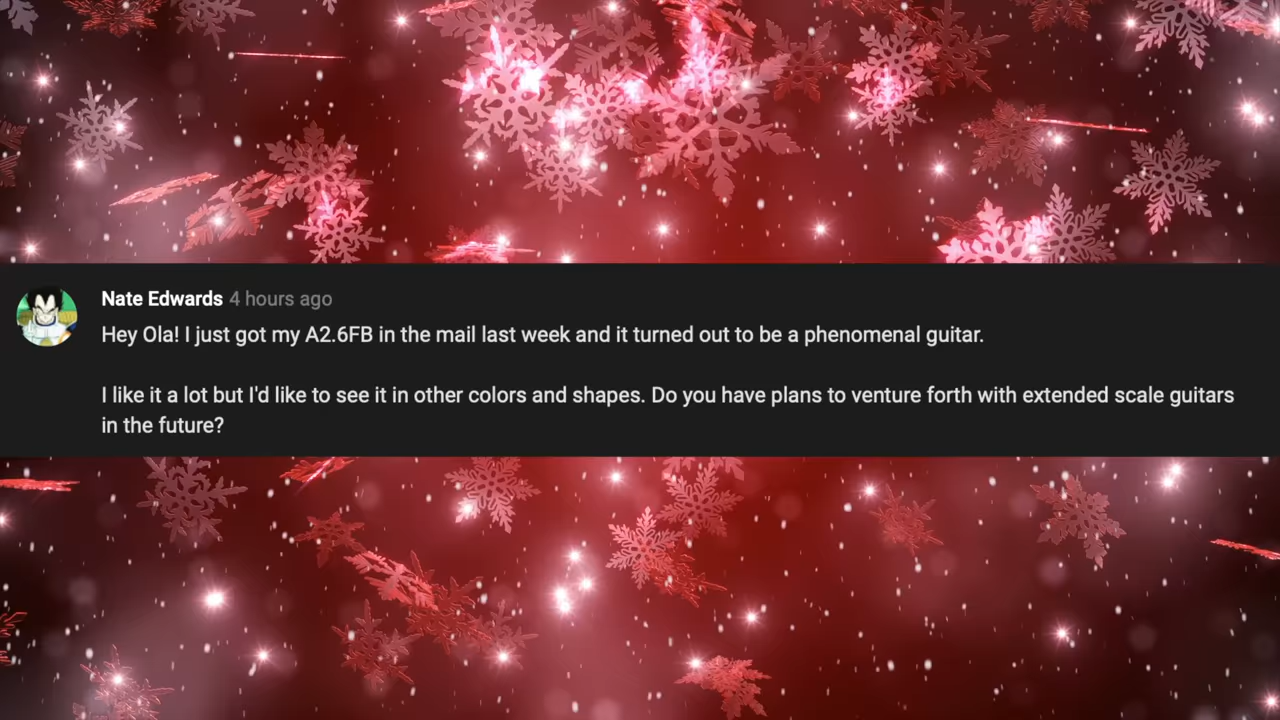 Nate Edwards 4 hours ago
Hey Ola! I just got my A2.6FB in the mail last week and it turned out to be a phenomenal guitar.
I like it a lot but I'd like to see it in other colors and shapes. Do you have plans to venture forth with extended scale guitars
in the future?